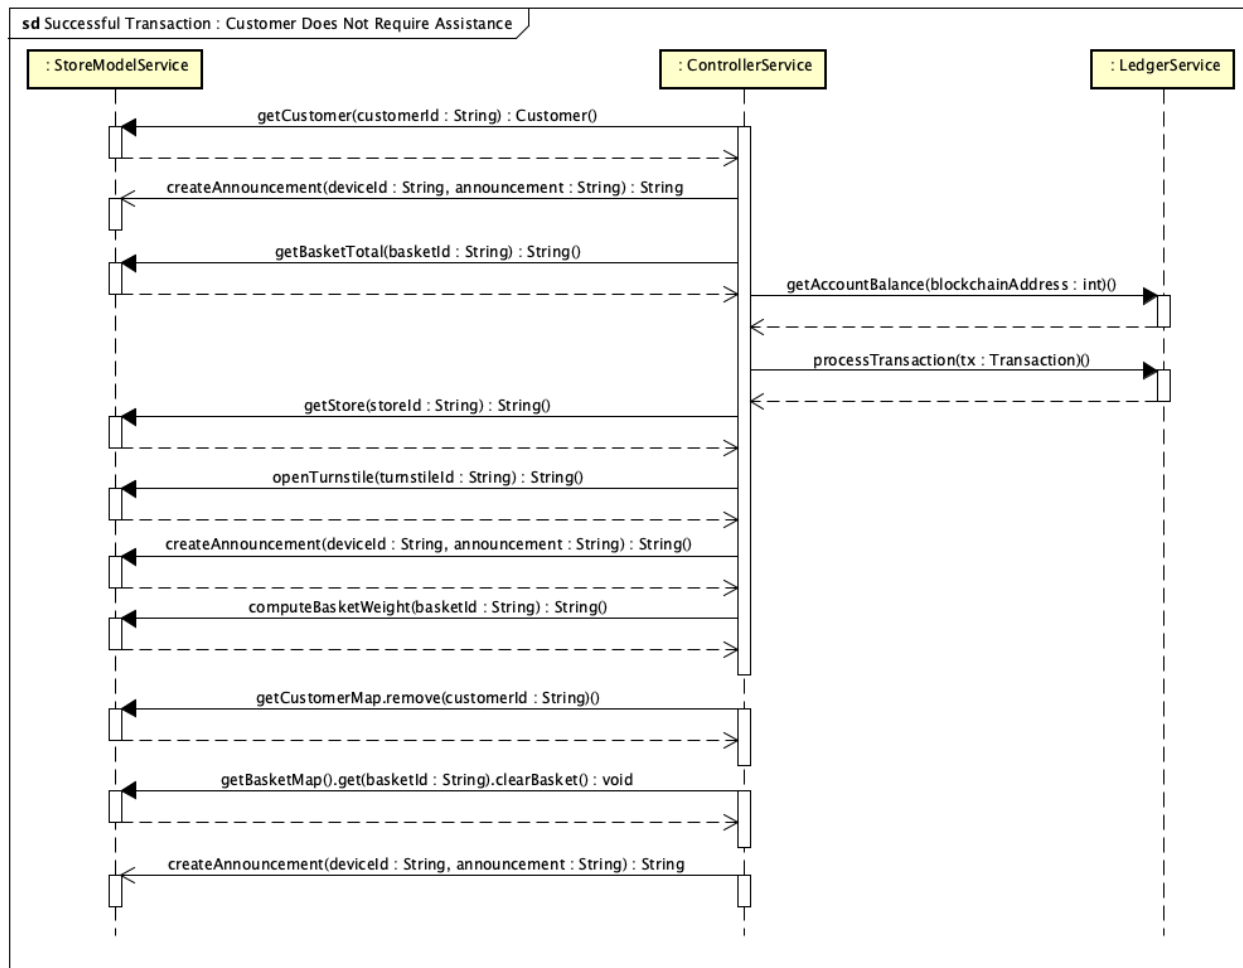 sd Successful Transaction : Customer Does Not Require Assistance
: StoreModelService
: ControllerService
: LedgerService
getCustomer(customerId : String) : Customer()
createAnnouncement(deviceId : String, announcement : String) : String
getBasketTotal(basketId : String) : String()
getAccountBalance(blockchainAddress : int)()
processTransaction(tx : Transaction)()
getStore(storeId : String) : String()
openTurnstile(turnstileId : String) : String()
createAnnouncement(deviceId : String, announcement : String) : String()
computeBasketWeight(basketId : String) : String()
getCustomerMap.remove(customerId : String)()
getBasketMap().get(basketId : String).clearBasket() : void
createAnnouncement(deviceId : String, announcement : String) : String